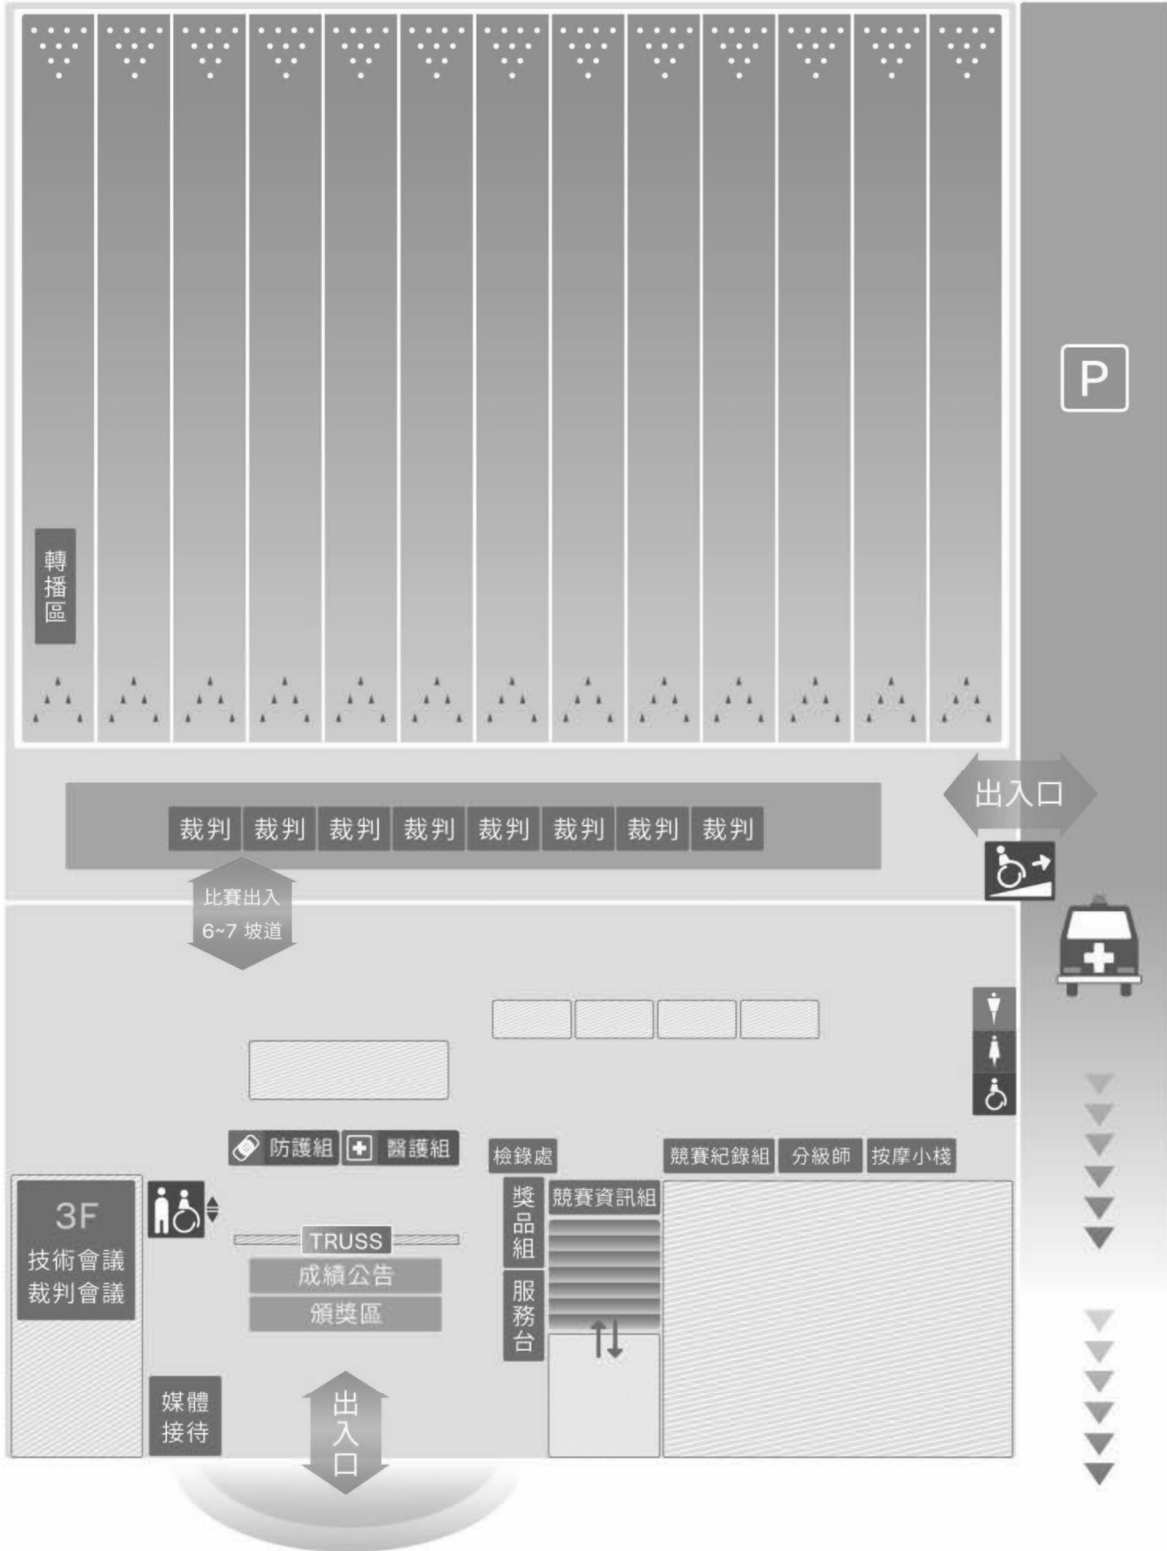 P
轉播區
出入口
裁判 裁判 裁判 裁判 裁判 裁判 裁判 裁判
比賽出入
6~7 坡道
防護組 醫護組
檢錄處
競賽紀錄組 分級師 按摩小棧
獎品組
競賽資訊組
3F
技術會議
裁判會議
TRUSS
成績公告
頒獎區
服務台
媒體
接待
出入口